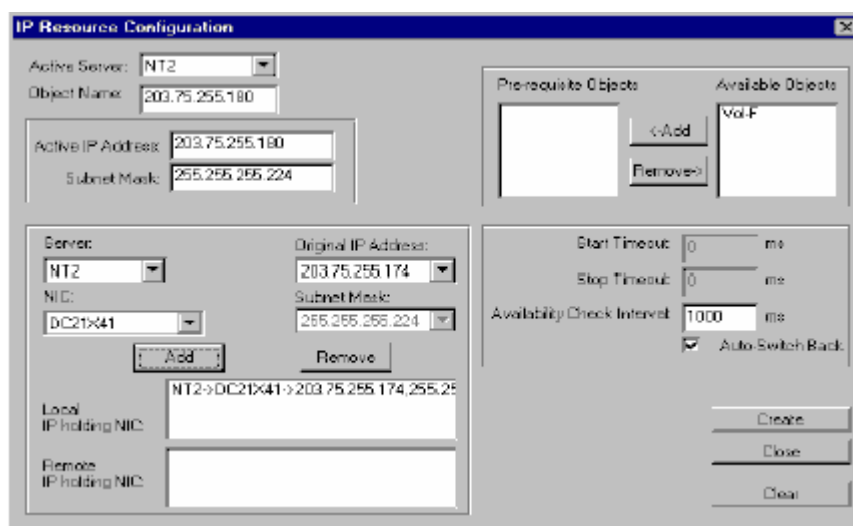 IP Resource Configuration
Active Server: NT2
Object Name: 203.75.255.180
Active IP Address: 203.75.255.180
Subnet Mask: 255.255.255.224
Pre-requisite Objects
Available Objects
Vol-F
<-Add
Remove->
Server:
NT2
Original IP Address:
203.75.255.174
NIC:
DC21X41
Subnet Mask:
255.255.255.224
Add
Remove
Local
IP holding NIC:
NT2->DC21X41->203.75.255.174,255.25
Remote
IP holding NIC:
Start Timeout: 0 ms
Stop Timeout: 0 ms
Availability Check Interval: 1000 ms
Auto-Switch Back
Create
Close
Clear